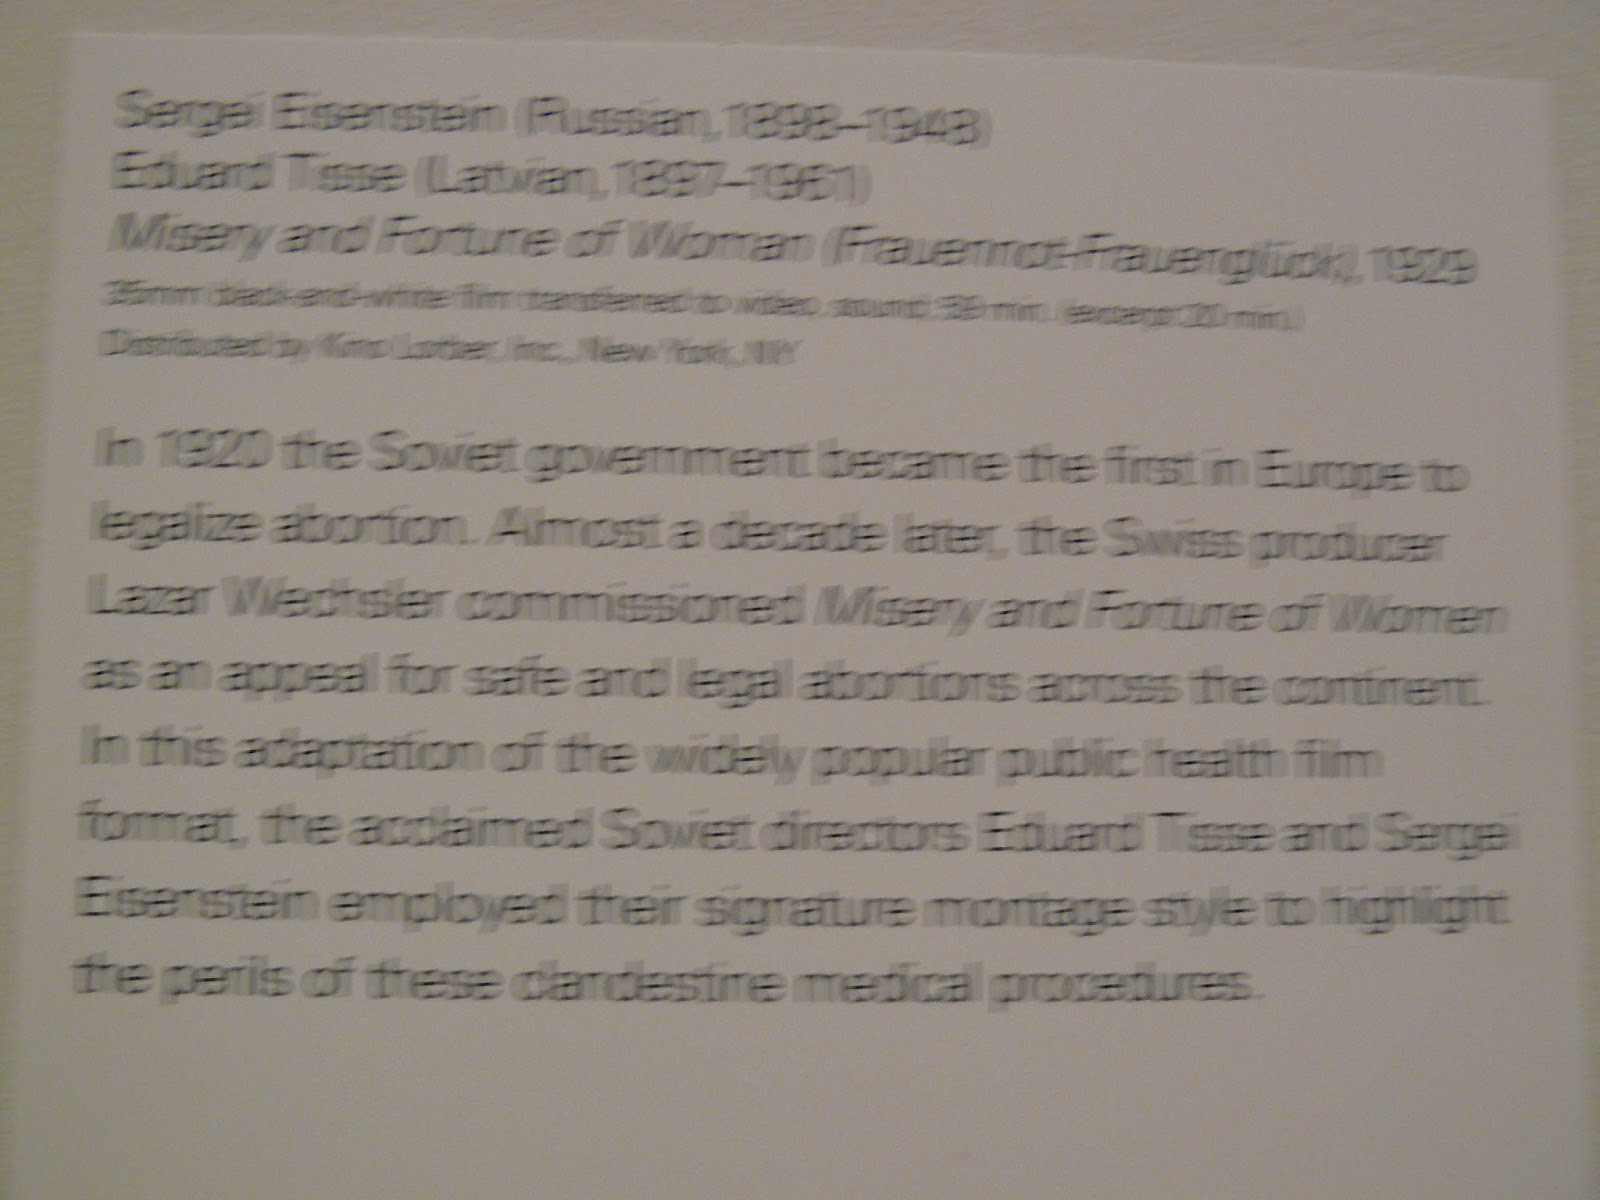 Sergei Eisenstein (Russian, 1898–1948)
Eduard Tisse (Latvian, 1897–1961)
Misery and Fortune of Woman (Frauennot-Frauenglück), 1929
35mm black-and-white film transferred to video, sound, min. (excerpt 20 min.)
Distributed by Kino Lorber, Inc., New York, NY
In 1920 the Soviet government became the first in Europe to
legalize abortion. Almost a decade later, the Swiss producer
Lazar Wechsler commissioned Misery and Fortune of Women
as an appeal for safe and legal abortions across the continent.
In this adaptation of the widely popular public health film
format, the acclaimed Soviet directors Eduard Tisse and Sergei
Eisenstein employed their signature montage style to highlight
the perils of these clandestine medical procedures.